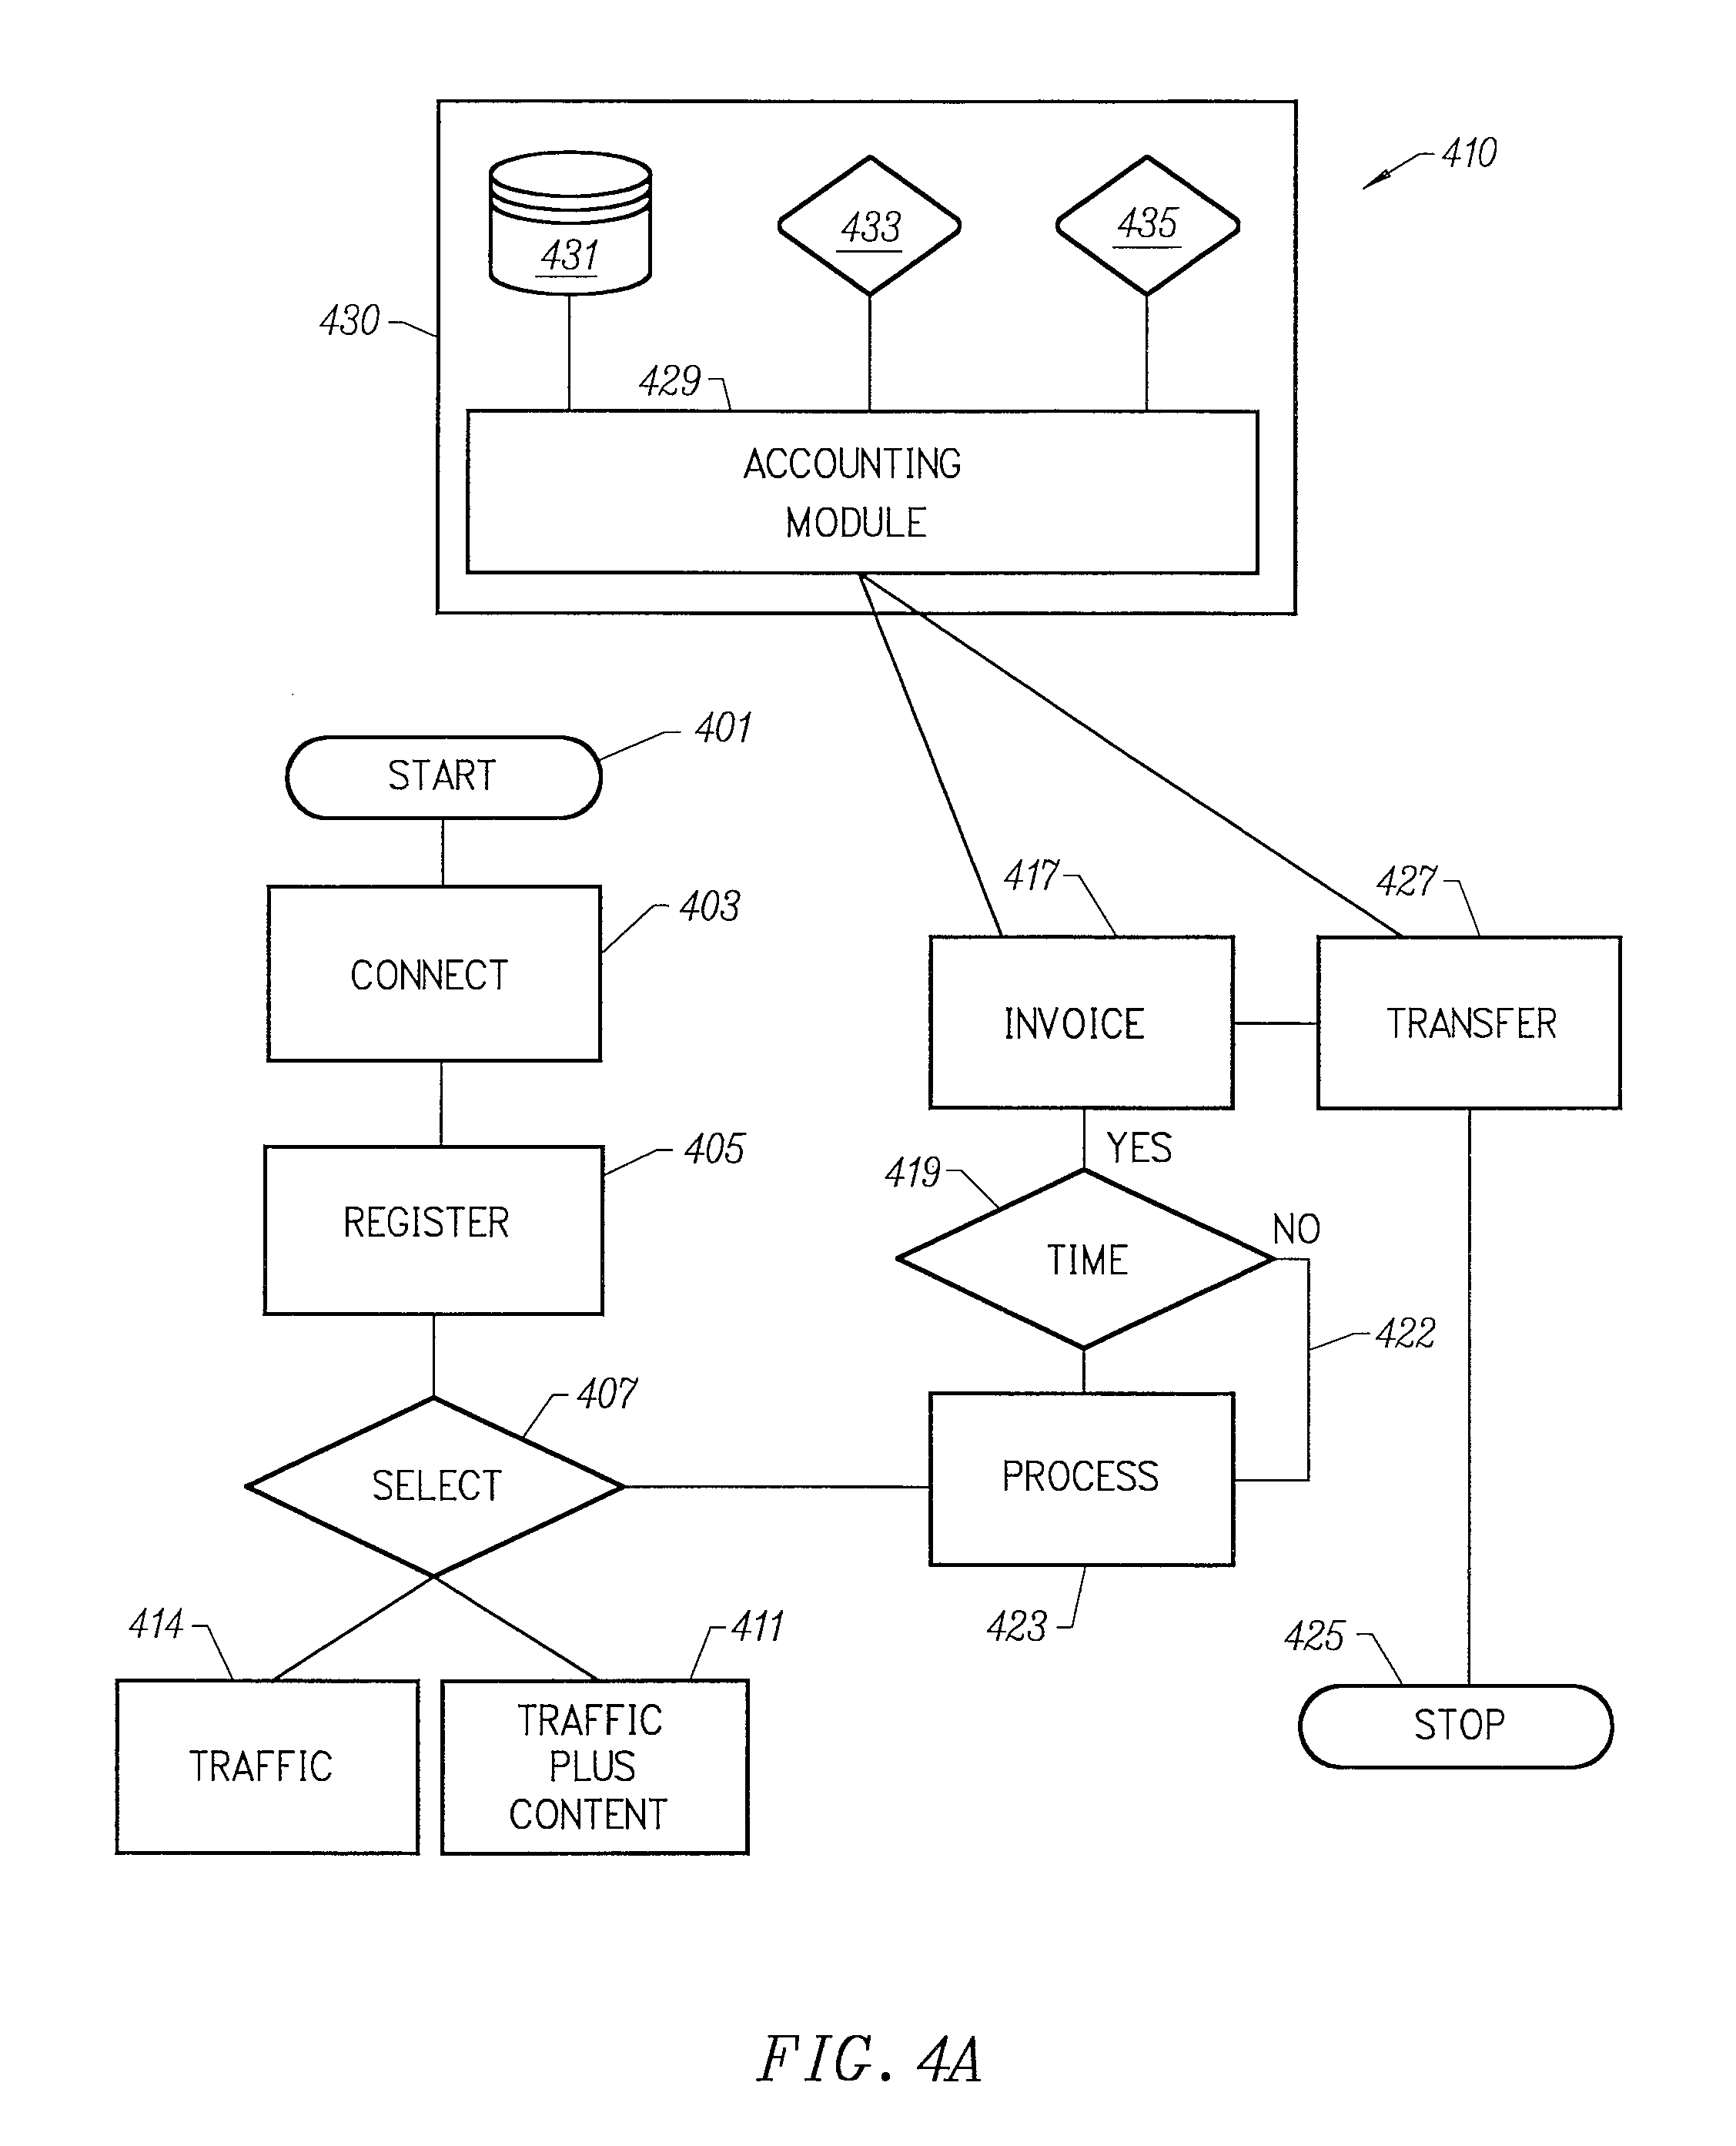 410
431
433
435
430
429
ACCOUNTING
MODULE
401
START
403
CONNECT
417
427
INVOICE
TRANSFER
405
REGISTER
YES
419
NO
TIME
422
407
SELECT
PROCESS
423
414
411
425
TRAFFIC
TRAFFIC
PLUS
CONTENT
STOP
FIG. 4A